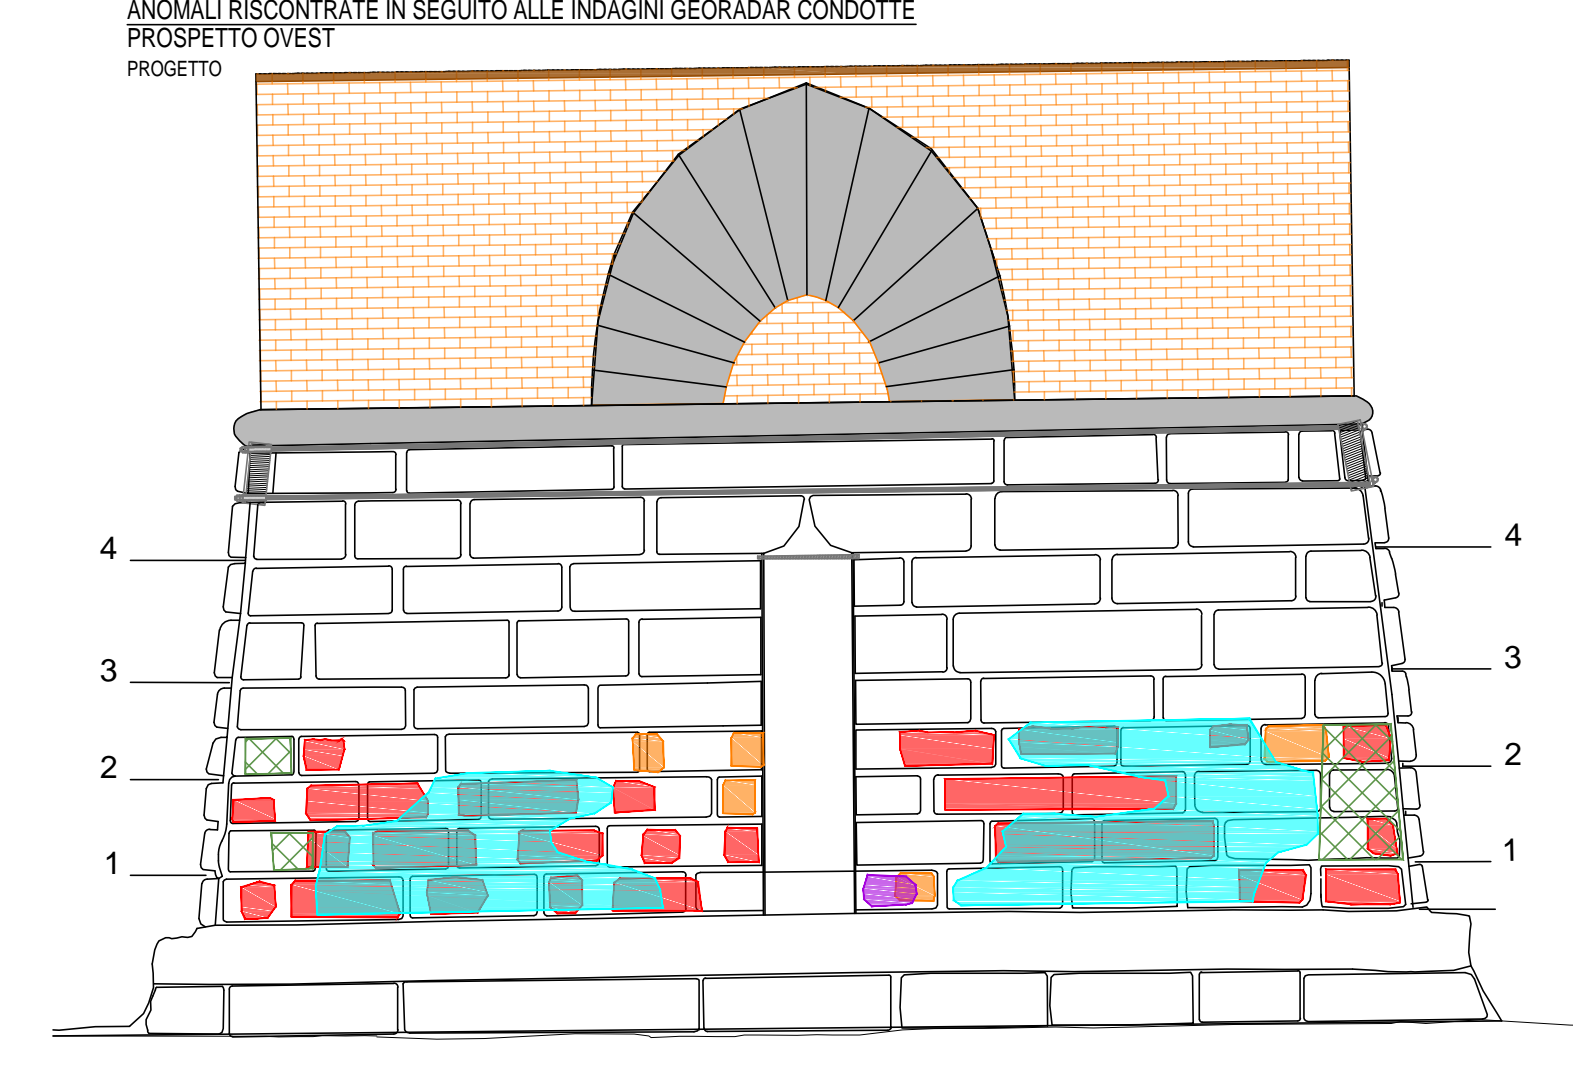 ANOMALI RISCONTRATE IN SEGUITO ALLE INDAGINI GEORADAR CONDOTTE
PROSPETTO OVEST
PROGETTO
4 4
3 3
2 2
1 1